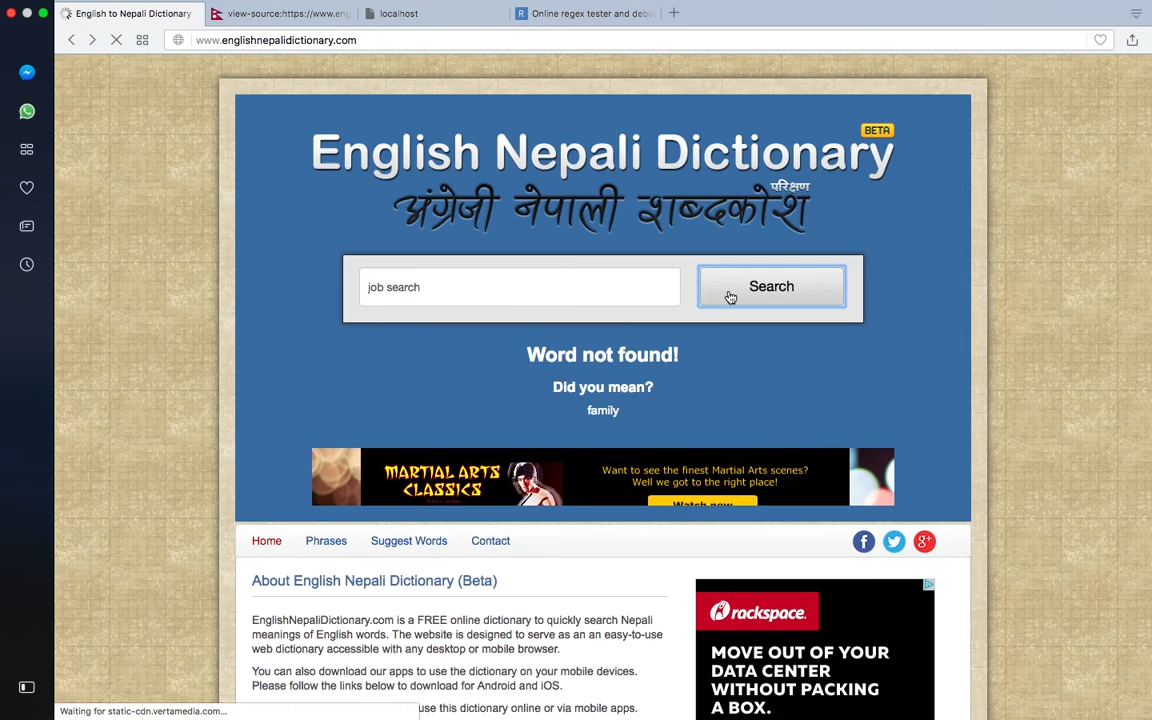 English to Nepali Dictionary
view-source:https://www.eng
localhost
Online regex tester and debu
www.englishnepalidictionary.com
BETA
English Nepali Dictionary
परिक्षण
अंग्रेजी नेपाली शब्दकोश
job search
Search
Word not found!
Did you mean?
family
MARTIAL ARTS
CLASSICS
Want to see the finest Martial Arts scenes?
Well we got to the right place!
Watch now
Home
Phrases
Suggest Words
Contact
About English Nepali Dictionary (Beta)
EnglishNepaliDictionary.com is a FREE online dictionary to quickly search Nepali
meanings of English words. The website is designed to serve as an an easy-to-use
web dictionary accessible with any desktop or mobile browser.
You can also download our apps to use the dictionary on your mobile devices.
Please follow the links below to download for Android and iOS.
use this dictionary online or via mobile apps.
rackspace.
MOVE OUT OF YOUR
DATA CENTER
WITHOUT PACKING
A BOX.
Waiting for static-cdn.vertamedia.com...